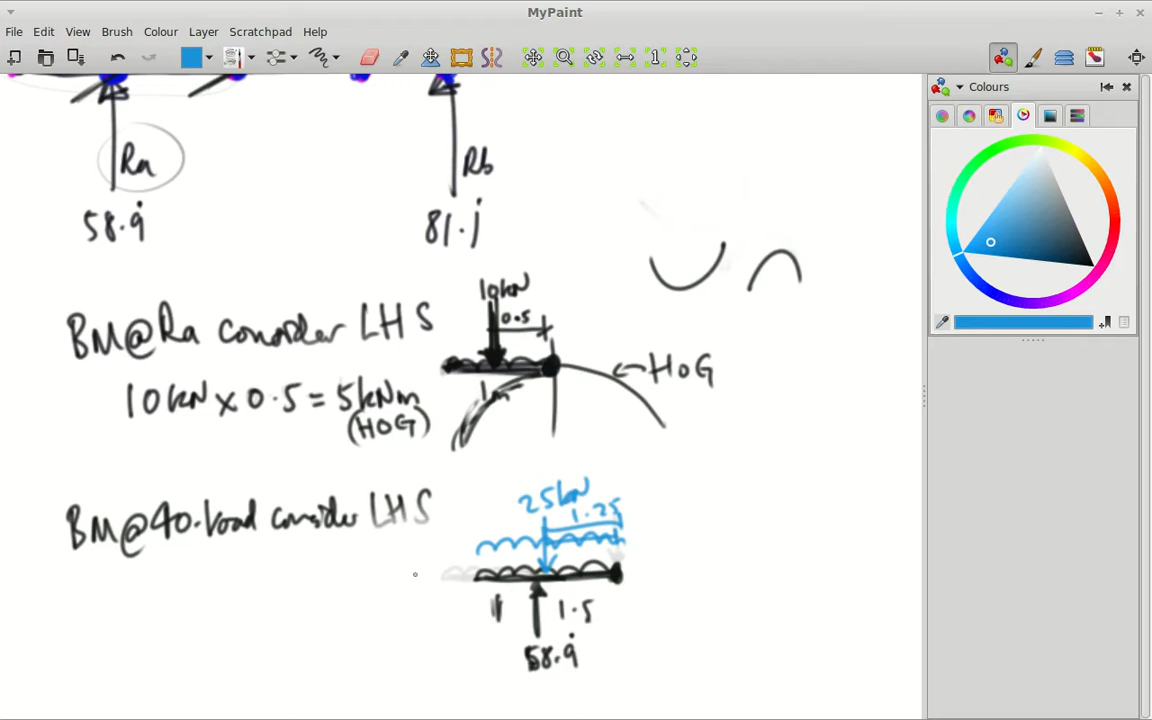 MyPaint
File Edit View Brush Colour Layer Scratchpad Help
Colours
Ra
Rb
58.9̇
81.1̇
10kN
0.5
BM@Ra consider LHS
1m
HOG
10kN x 0.5 = 5kNm
(HOG)
25kN
1.25
BM@40.load consider LHS
1
1.5
58.9̇